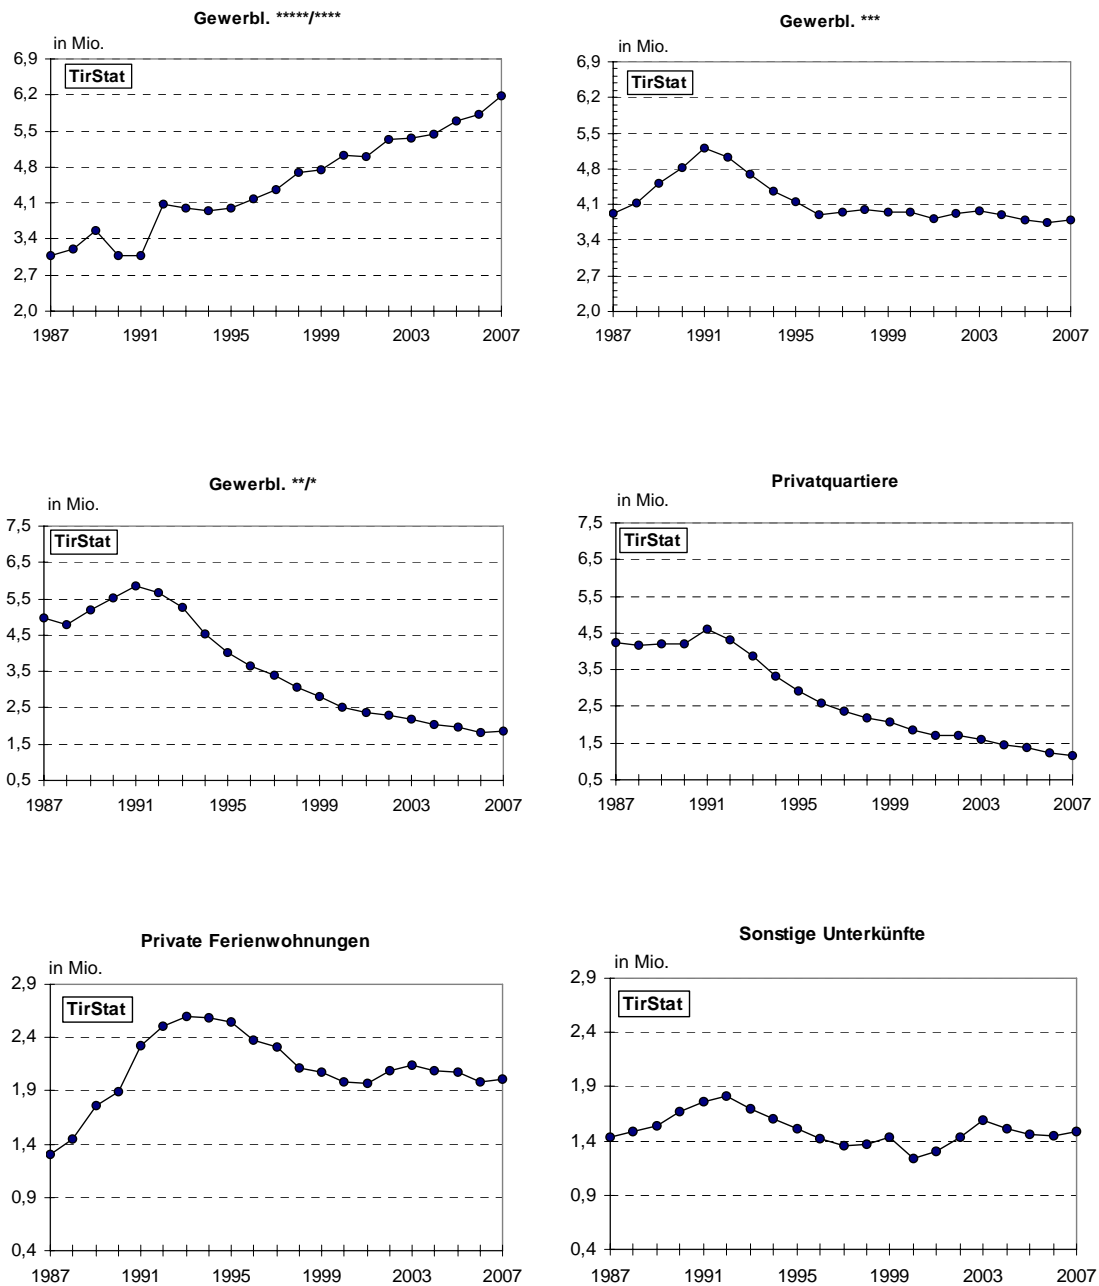 Gewerbl. *****/****
in Mio.
TirStat
6,9
6,2
5,5
4,8
4,1
3,4
2,7
2,0
1987 1991 1995 1999 2003 2007
Gewerbl. ***
in Mio.
TirStat
6,9
6,2
5,5
4,8
4,1
3,4
2,7
2,0
1987 1991 1995 1999 2003 2007
Gewerbl. **/*
in Mio.
TirStat
7,5
6,5
5,5
4,5
3,5
2,5
1,5
0,5
1987 1991 1995 1999 2003 2007
Privatquartiere
in Mio.
TirStat
7,5
6,5
5,5
4,5
3,5
2,5
1,5
0,5
1987 1991 1995 1999 2003 2007
Private Ferienwohnungen
in Mio.
TirStat
2,9
2,4
1,9
1,4
0,9
0,4
1987 1991 1995 1999 2003 2007
Sonstige Unterkünfte
in Mio.
TirStat
2,9
2,4
1,9
1,4
0,9
0,4
1987 1991 1995 1999 2003 2007